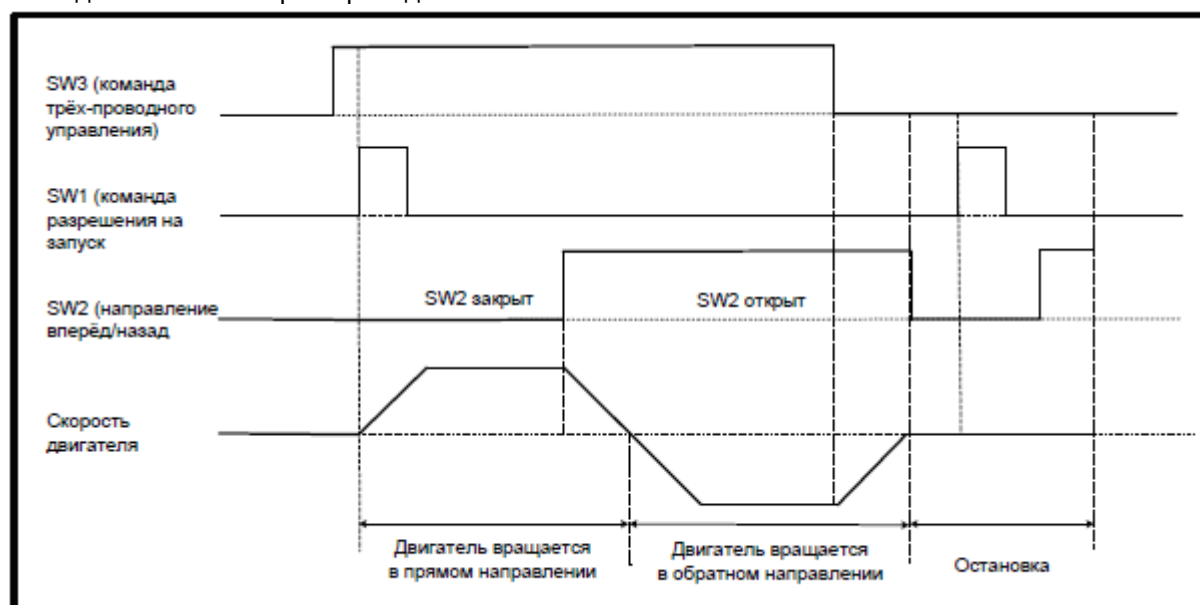 SW3 (команда
трёх-проводного
управления)
SW1 (команда
разрешения на
запуск
SW2 (направление
вперёд/назад
SW2 закрыт
SW2 открыт
Скорость
двигателя
Двигатель вращается
в прямом направлении
Двигатель вращается
в обратном направлении
Остановка